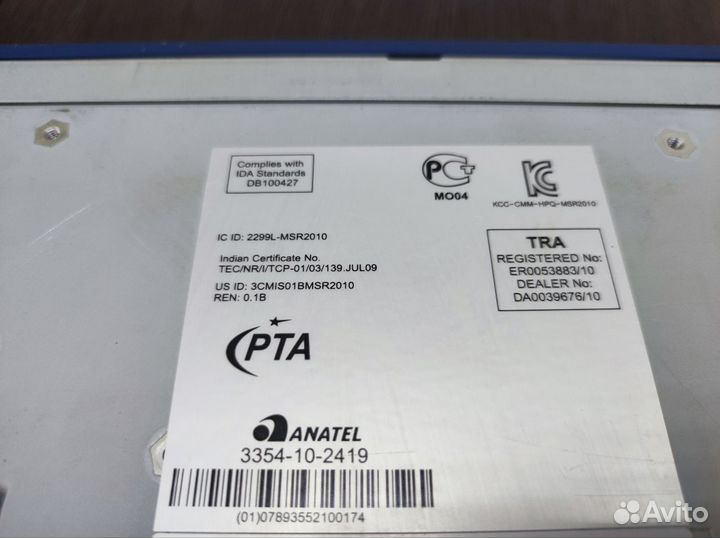 Complies with
IDA Standards
DB100427
PCT
MO04
KC
KCC-CMM-HPQ-MSR2010
IC ID: 2299L-MSR2010
Indian Certificate No.
TEC/NR/I/TCP-01/03/139.JUL09
US ID: 3CMIS01BMSR2010
REN: 0.1B
TRA
REGISTERED No:
ER0053883/10
DEALER No:
DA0039676/10
PTA
ANATEL
3354-10-2419
(01)07893552100174
Avito